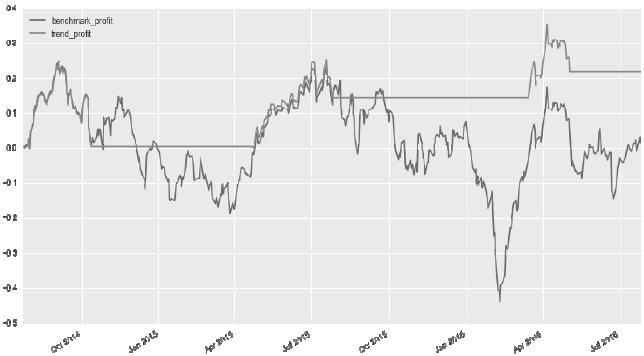 benchmark_profit
trend_profit
0.4
0.3
0.2
0.1
0.0
-0.1
-0.2
-0.3
-0.4
-0.5
Oct 2014
Jan 2015
Apr 2015
Jul 2015
Oct 2015
Jan 2016
Apr 2016
Jul 2016